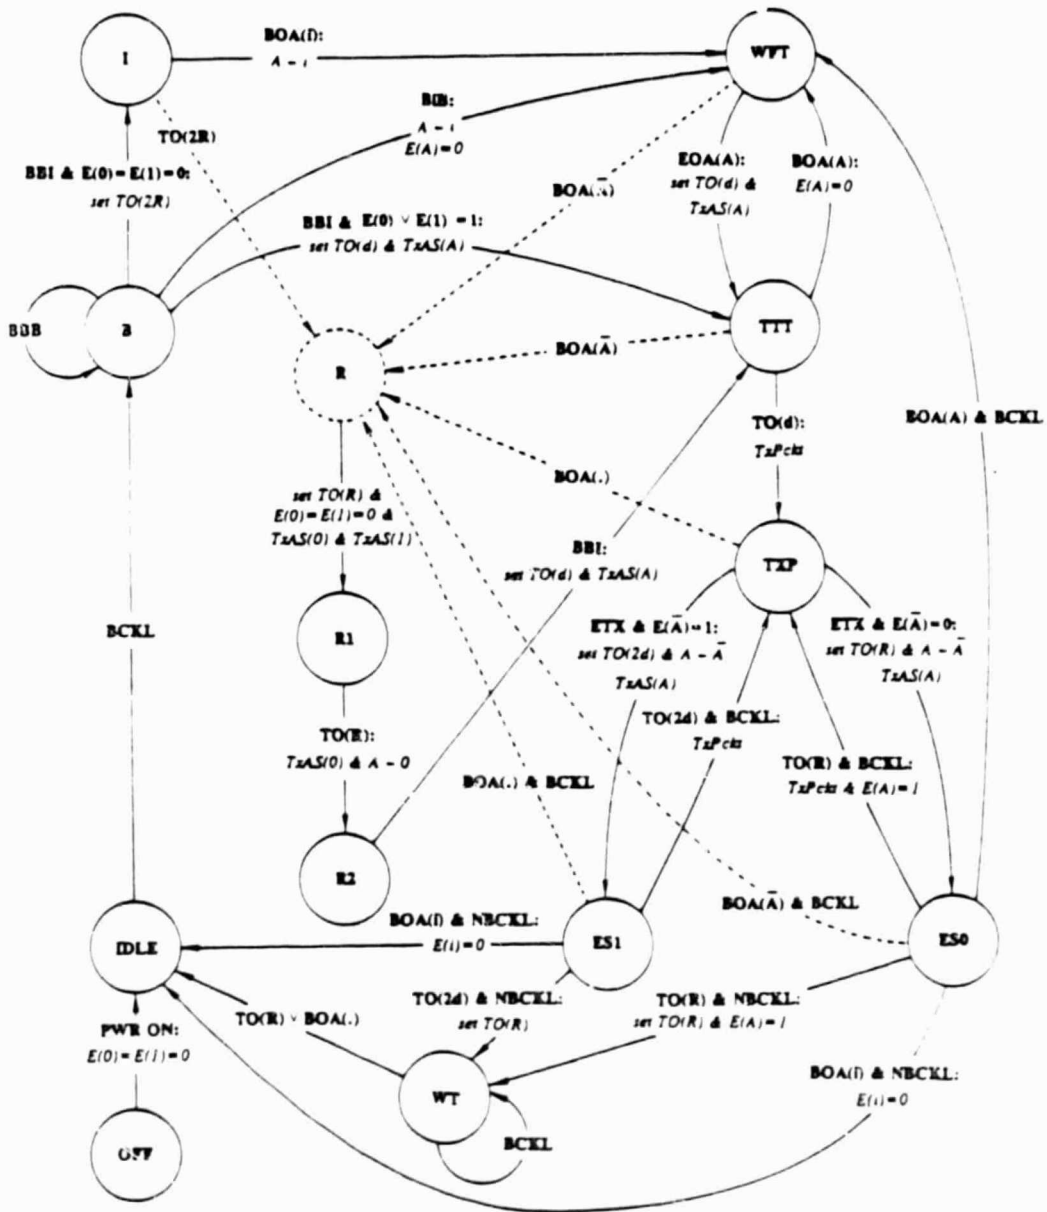 I
BOA(i):
A - i
WFT
TO(2R)
BIB:
A - i
E(A)=0
BBI & E(0)=E(1)=0:
set TO(2R)
BOA(Ā)
EOA(A):
set TO(d) &
TxAS(A)
BOA(A):
E(A)=0
BBI & E(0) ∨ E(1) =1:
set TO(d) & TxAS(A)
BBB
B
R
BOA(Ā)
TTT
TO(d):
TxPcks
BOA(A) & BCKL
BOA(.)
set TO(R) &
E(0)=E(1)=0 &
TxAS(0) & TxAS(1)
BBI:
set TO(d) & TxAS(A)
TXP
BCKL
R1
ETX & E(Ā)=1:
set TO(2d) & A - Ā
TxAS(A)
ETX & E(Ā)=0:
set TO(R) & A - Ā
TxAS(A)
TO(R):
TxAS(0) & A - 0
TO(2d) & BCKL:
TxPcks
TO(R) & BCKL:
TxPcks & E(A)=1
BOA(.) & BCKL
R2
BOA(Ā) & BCKL
IDLE
BOA(i) & NBCKL:
E(i)=0
ES1
ES0
PWR ON:
E(0)=E(1)=0
TO(R) ∨ BOA(.)
TO(2d) & NBCKL:
set TO(R)
TO(R) & NBCKL:
set TO(R) & E(A)=1
WT
BOA(i) & NBCKL:
E(i)=0
BCKL
OFF